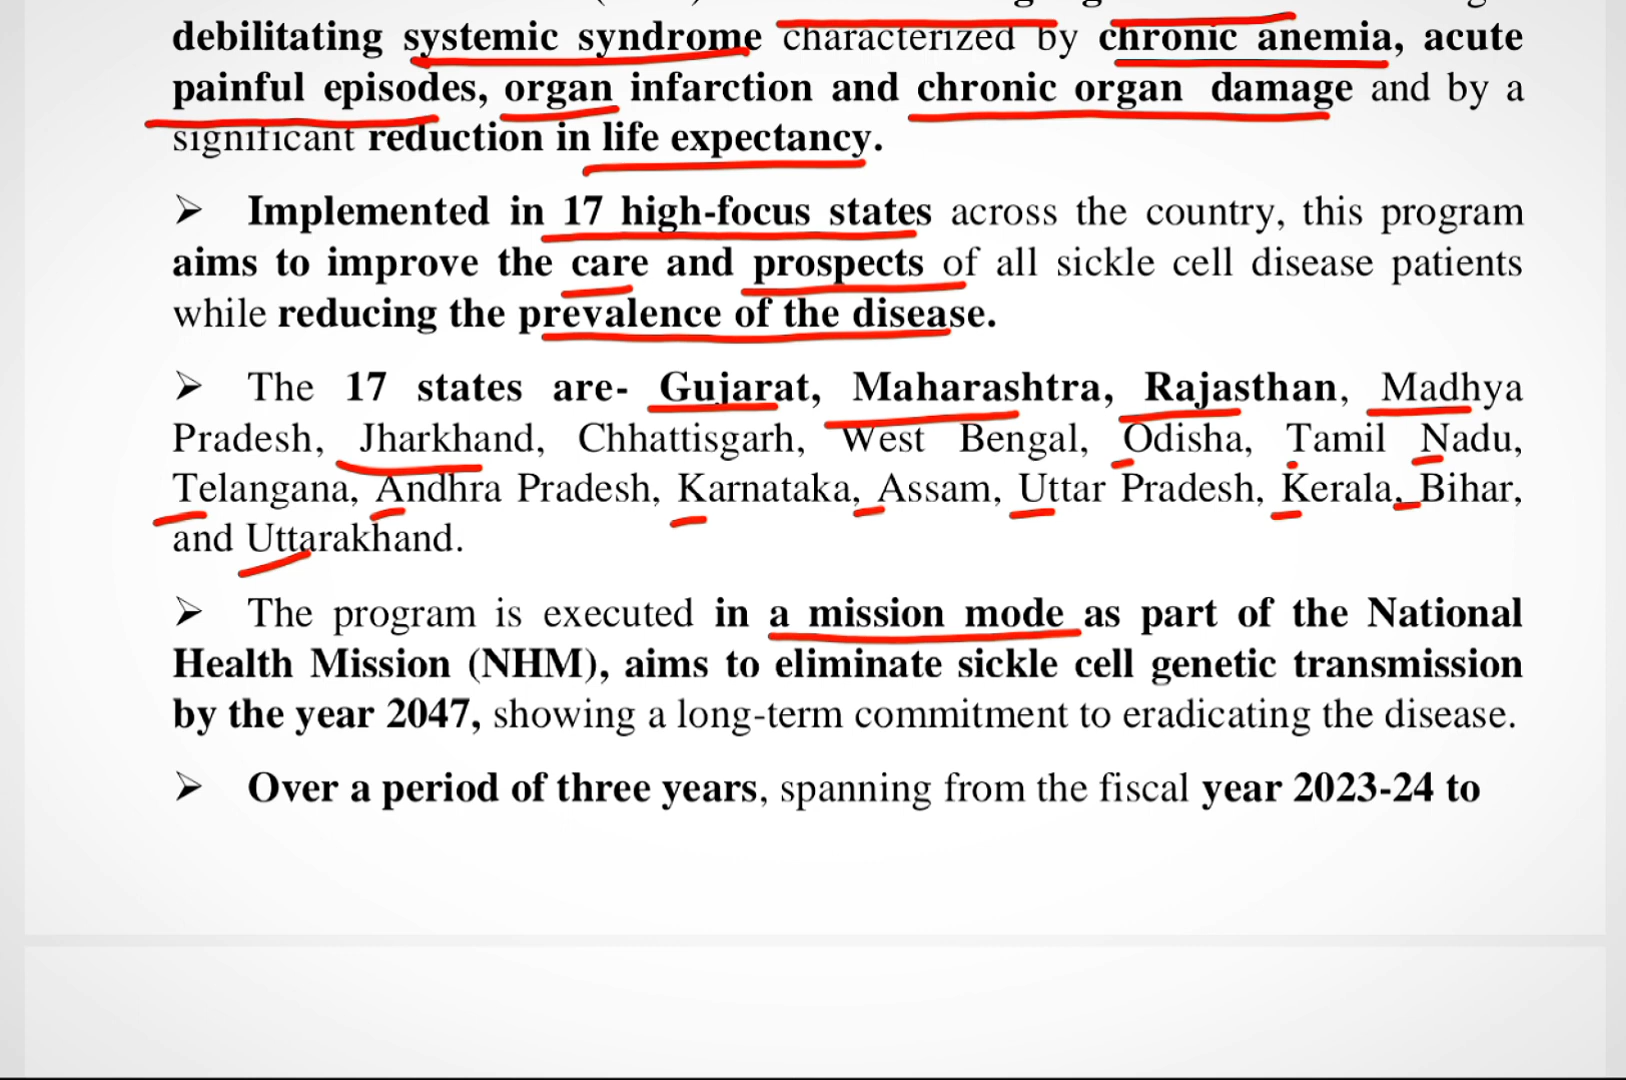 debilitating systemic syndrome characterized by chronic anemia, acute
painful episodes, organ infarction and chronic organ damage and by a
significant reduction in life expectancy.
➢ Implemented in 17 high-focus states across the country, this program
aims to improve the care and prospects of all sickle cell disease patients
while reducing the prevalence of the disease.
➢ The 17 states are- Gujarat, Maharashtra, Rajasthan, Madhya
Pradesh, Jharkhand, Chhattisgarh, West Bengal, Odisha, Tamil Nadu,
Telangana, Andhra Pradesh, Karnataka, Assam, Uttar Pradesh, Kerala, Bihar,
and Uttarakhand.
➢ The program is executed in a mission mode as part of the National
Health Mission (NHM), aims to eliminate sickle cell genetic transmission
by the year 2047, showing a long-term commitment to eradicating the disease.
➢ Over a period of three years, spanning from the fiscal year 2023-24 to